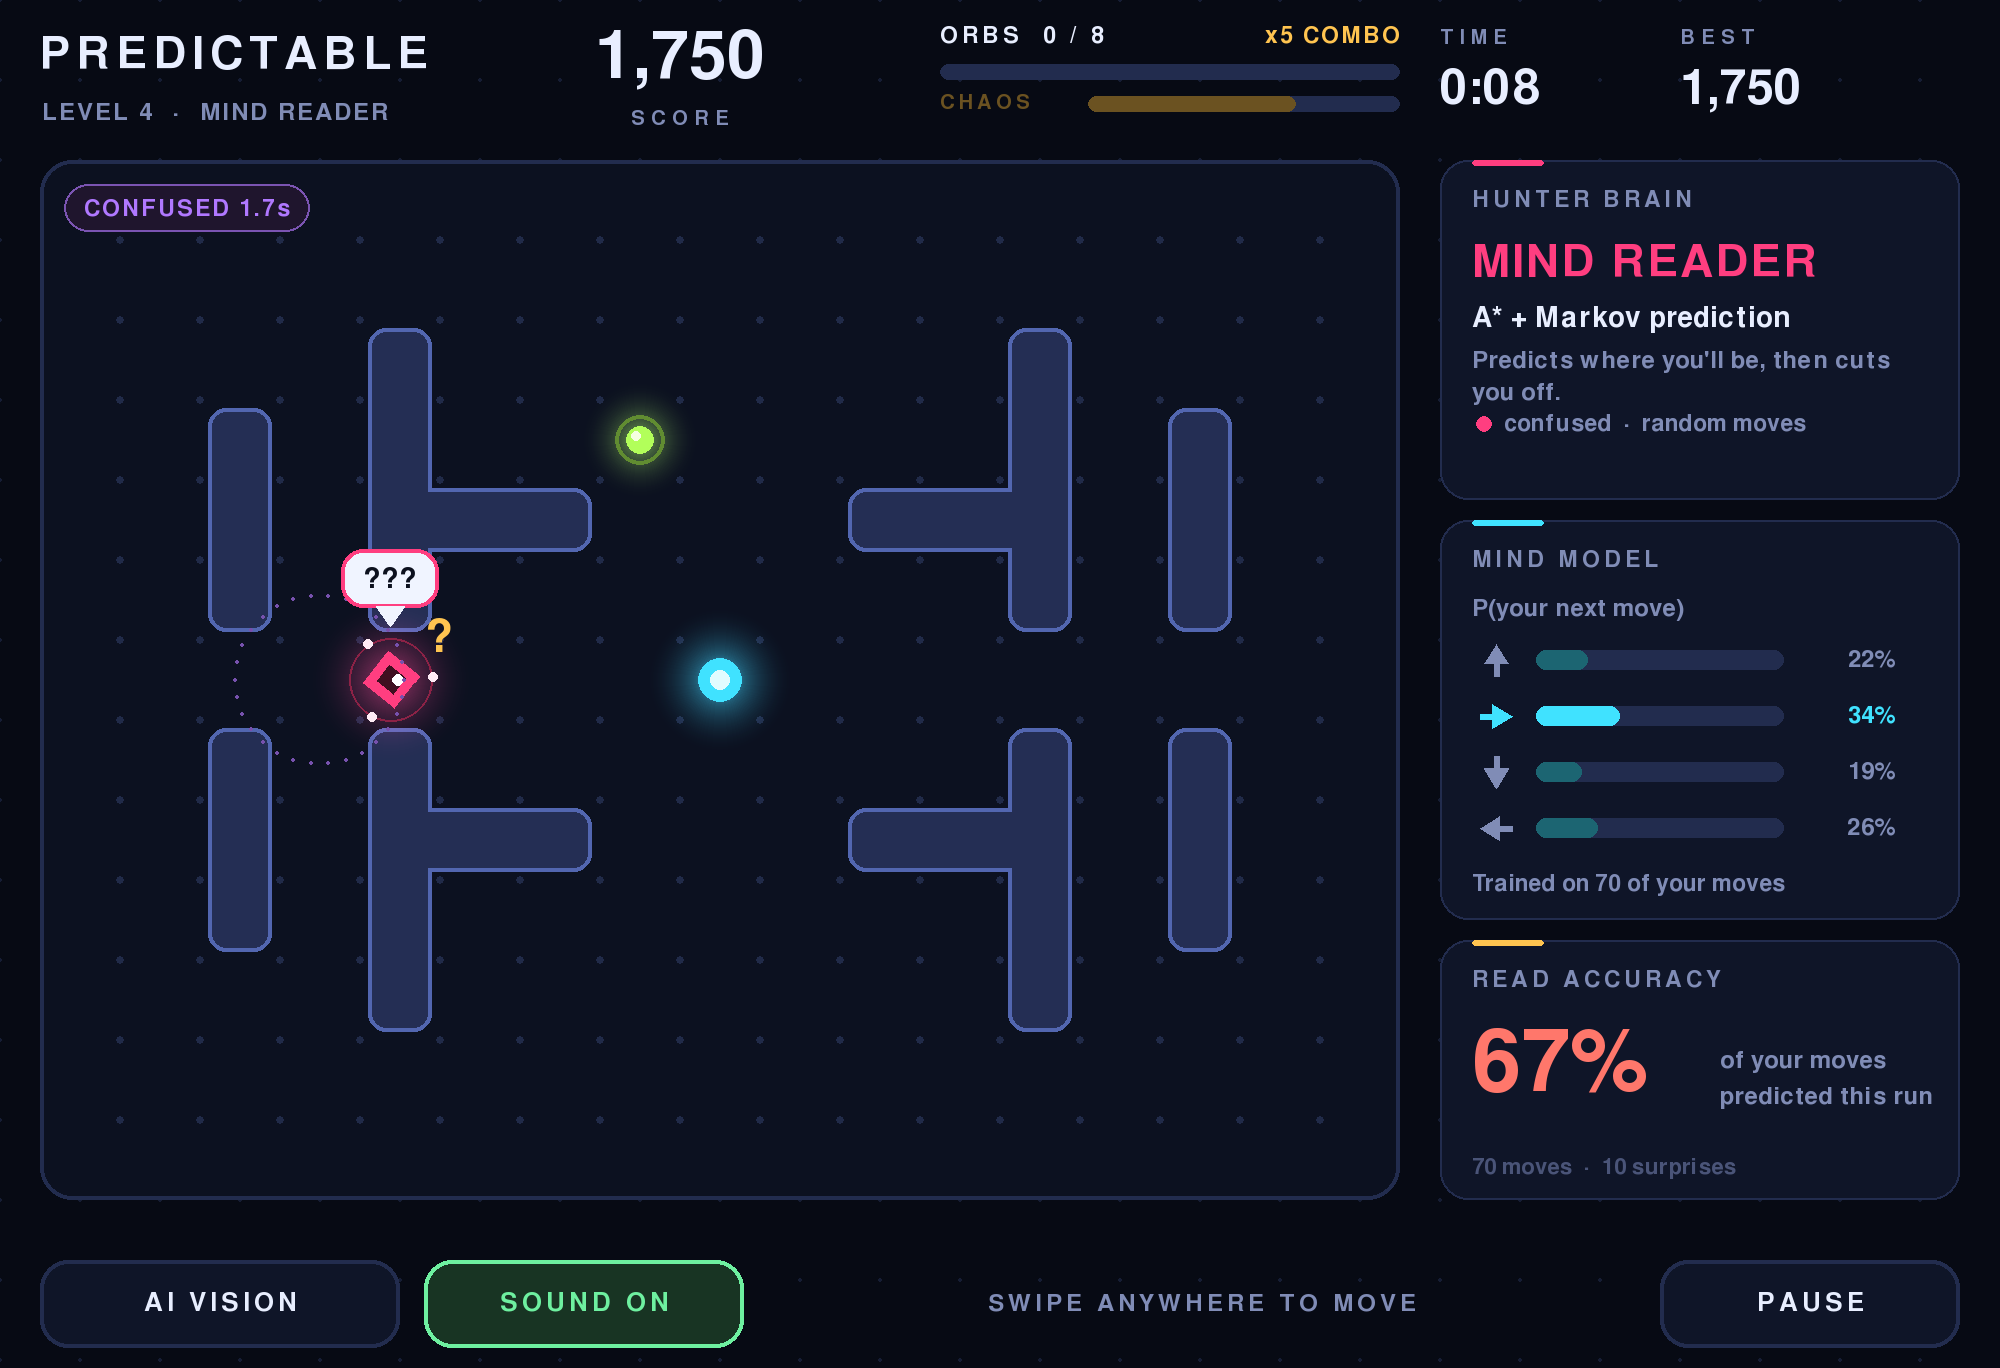 PREDICTABLE
LEVEL 4 · MIND READER
1,750
SCORE
ORBS 0 / 8
x5 COMBO
CHAOS
TIME
0:08
BEST
1,750
CONFUSED 1.7s
???
?
HUNTER BRAIN
MIND READER
A* + Markov prediction
Predicts where you'll be, then cuts
you off.
confused · random moves
MIND MODEL
P(your next move)
22%
34%
19%
26%
Trained on 70 of your moves
READ ACCURACY
67%
of your moves
predicted this run
70 moves · 10 surprises
AI VISION
SOUND ON
SWIPE ANYWHERE TO MOVE
PAUSE